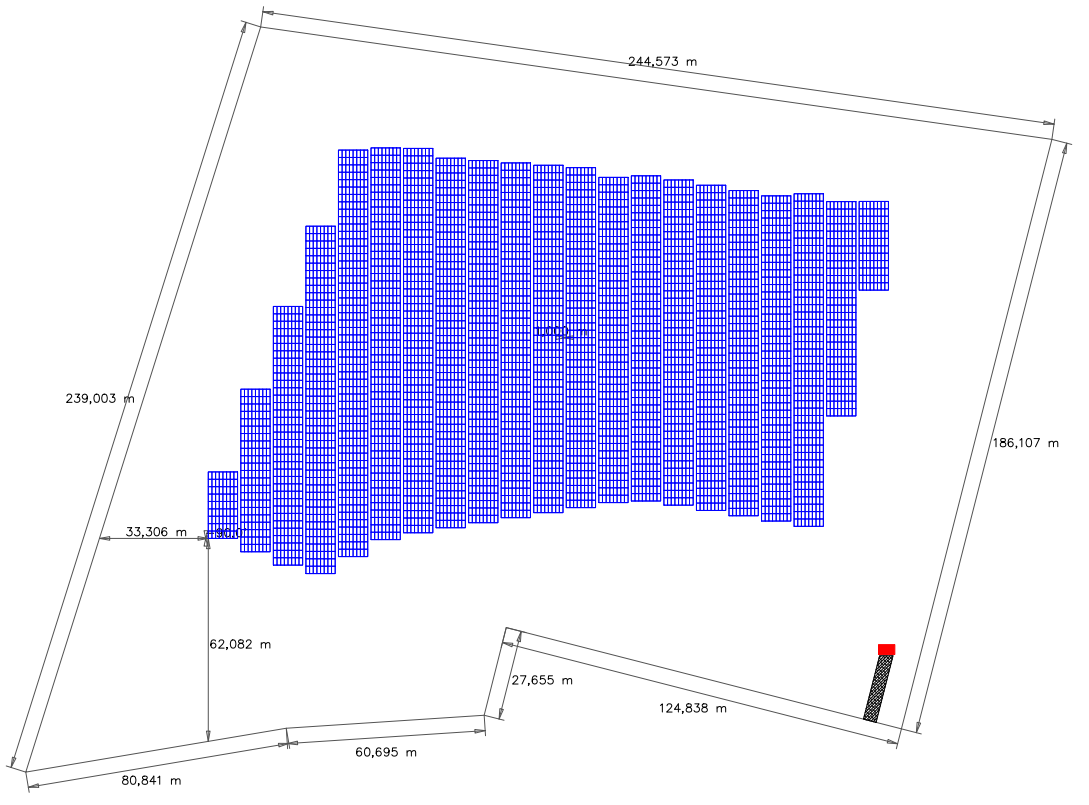 244,573 m
239,003 m
186,107 m
33,306 m
62,082 m
27,655 m
124,838 m
60,695 m
80,841 m